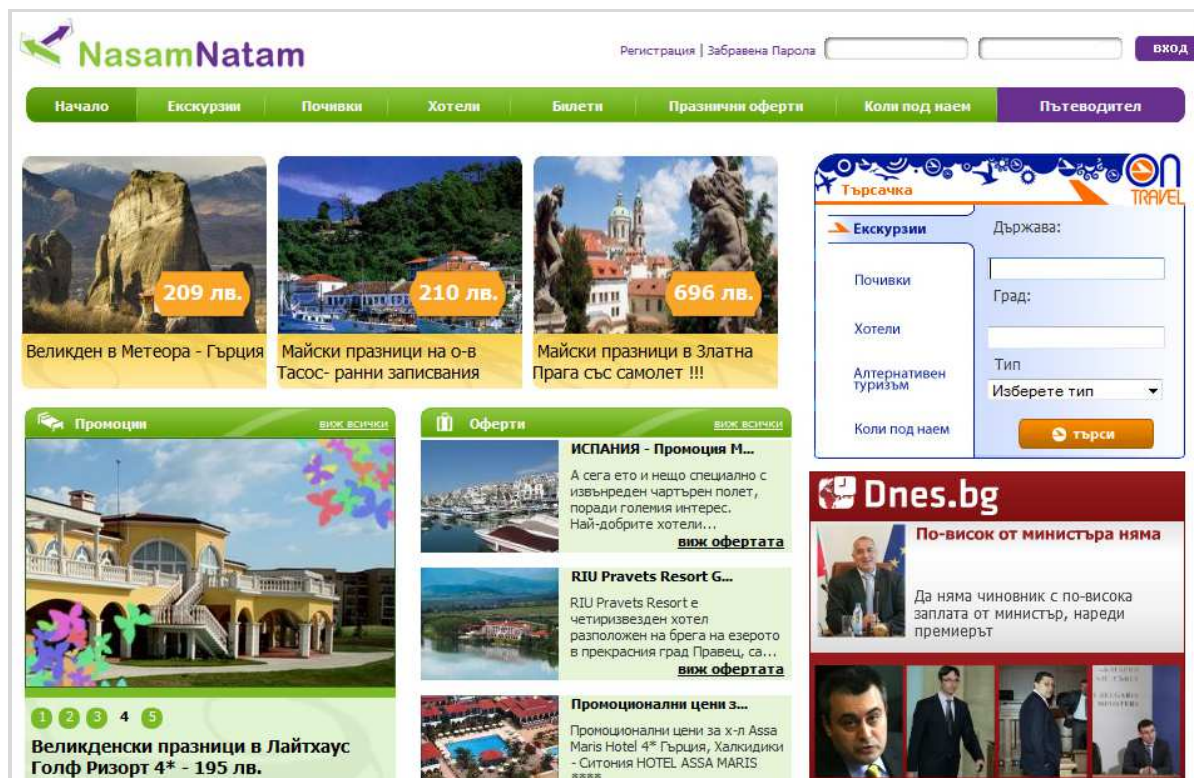 NasamNatam
Регистрация | Забравена Парола
вход
Начало
Екскурзии
Почивки
Хотели
Билети
Празнични оферти
Коли под наем
Пътеводител
209 лв.
Великден в Метеора - Гърция
210 лв.
Майски празници на о-в
Тасос- ранни записвания
696 лв.
Майски празници в Златна
Прага със самолет !!!
Търсачка
ON
TRAVEL
Екскурзии
Почивки
Хотели
Алтернативен
туризъм
Коли под наем
Държава:
Град:
Тип
Изберете тип
търси
Промоции
виж всички
1 2 3 4 5
Великденски празници в Лайтхаус
Голф Ризорт 4* - 195 лв.
Оферти
виж всички
ИСПАНИЯ - Промоция М...
А сега ето и нещо специално с
извънреден чартърен полет,
поради големия интерес.
Най-добрите хотели...
виж офертата
RIU Pravets Resort G...
RIU Pravets Resort е
четиризвезден хотел
разположен на брега на езерото
в прекрасния град Правец, са...
виж офертата
Промоционални цени з...
Промоционални цени за х-л Assa
Maris Hotel 4* Гърция, Халкидики
- Ситония HOTEL ASSA MARIS
Dnes.bg
По-висок от министъра няма
Да няма чиновник с по-висока
заплата от министър, нареди
премиерът